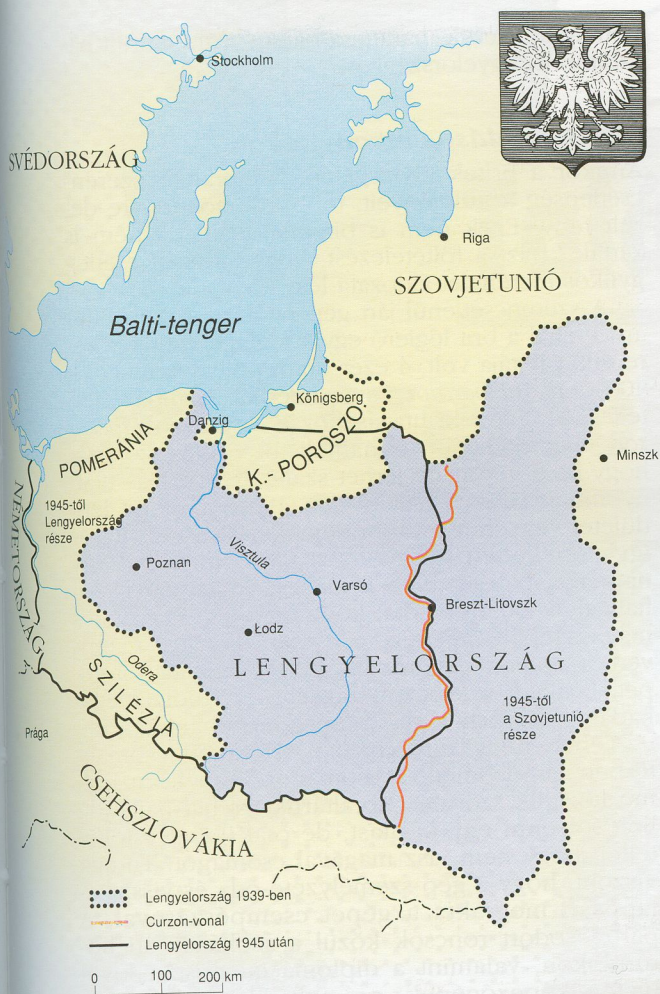 Stockholm
SVÉDORSZÁG
Riga
SZOVJETUNIÓ
Balti-tenger
Königsberg
Danzig
K.- POROSZO.
POMERÁNIA
Minszk
NÉMETORSZÁG
1945-től
Lengyelország
része
Visztula
Poznan
Varsó
Breszt-Litovszk
Łodz
LENGYELORSZÁG
Odera
SZILÉZIA
1945-től
a Szovjetunió
része
Prága
CSEHSZLOVÁKIA
Lengyelország 1939-ben
Curzon-vonal
Lengyelország 1945 után
0 100 200 km